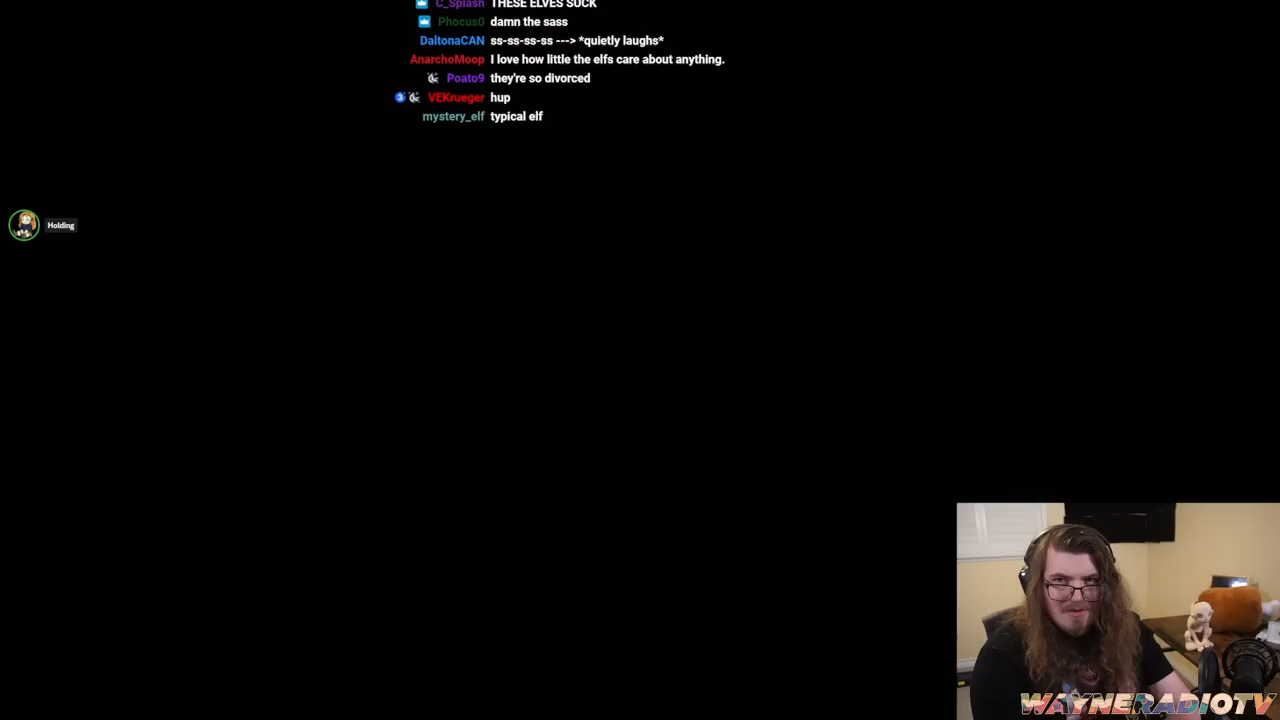 C_Splash THESE ELVES SUCK
Phocus0 damn the sass
DaltonaCAN ss-ss-ss-ss ---> *quietly laughs*
AnarchoMoop I love how little the elfs care about anything.
Poato9 they're so divorced
3 VEKrueger hup
mystery_elf typical elf
Holding
WAYNERADIOTV